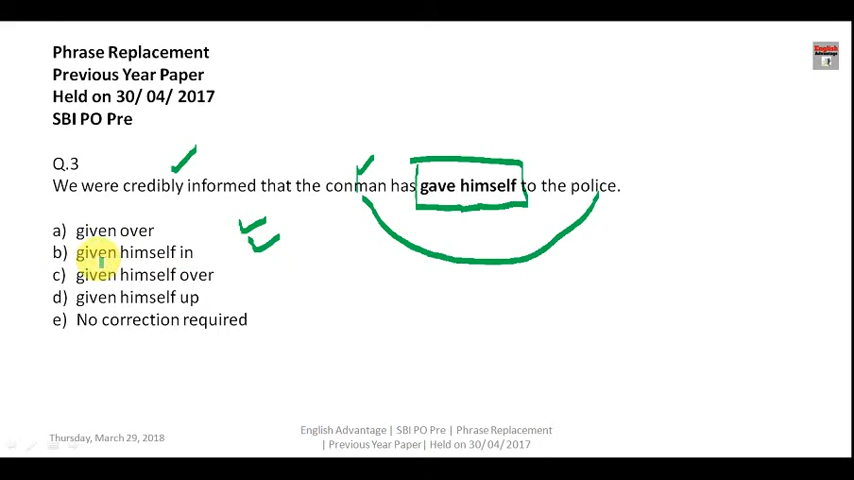 Phrase Replacement
Previous Year Paper
Held on 30/ 04/ 2017
SBI PO Pre
English
Advantage
Q.3
We were credibly informed that the conman has gave himself to the police.
a) given over
b) given himself in
c) given himself over
d) given himself up
e) No correction required
Thursday, March 29, 2018
English Advantage| SBI PO Pre | Phrase Replacement
| Previous Year Paper| Held on 30/ 04/ 2017